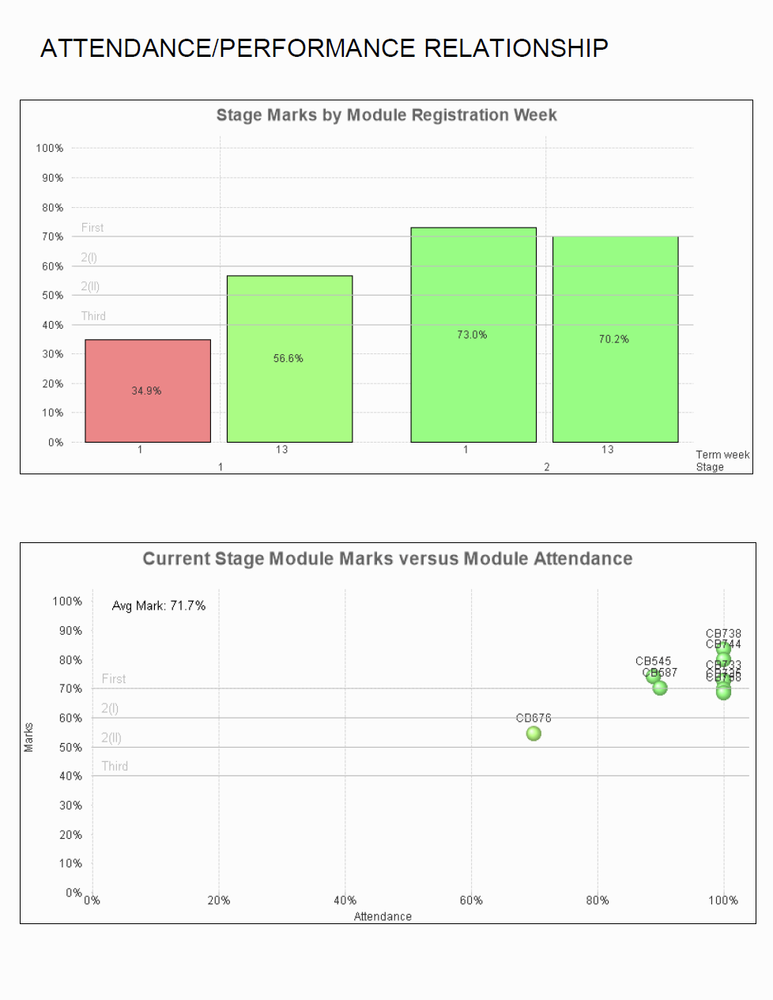 ATTENDANCE/PERFORMANCE RELATIONSHIP
Stage Marks by Module Registration Week
100%
90%
80%
First
70%
2(I)
60%
2(II)
50%
Third
40%
30%
20%
10%
0%
34.9%
56.6%
73.0%
70.2%
1
13
1
13
Term week
1
2
Stage
Current Stage Module Marks versus Module Attendance
100%
Avg Mark: 71.7%
90%
80%
First
70%
2(I)
60%
2(II)
50%
Third
40%
30%
20%
10%
0%
Marks
CB738
CB744
CB545
CB733
CB587
CB676
0%
20%
40%
60%
80%
100%
Attendance